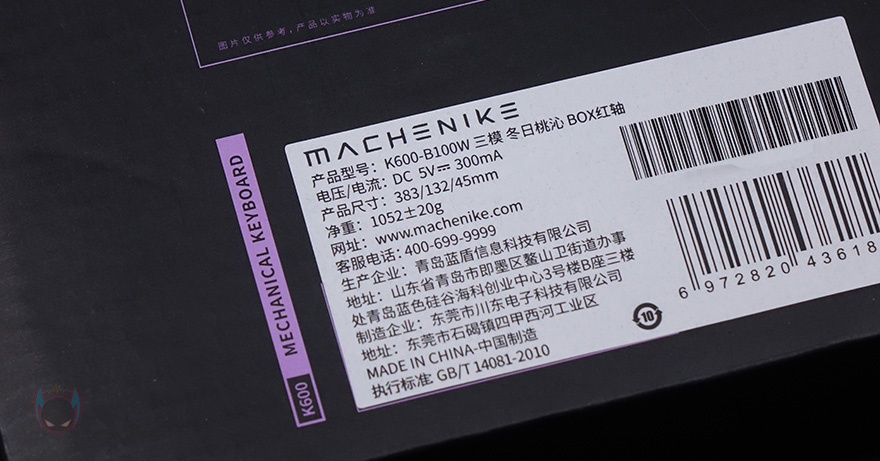 图片仅供参考，产品以实物为准
MACHENIKE
产品型号：K600-B100W 三模 冬日桃沁 BOX红轴
电压/电流：DC 5V⎓300mA
产品尺寸：383/132/45mm
净重：1052±20g
网址：www.machenike.com
客服电话：400-699-9999
生产企业：青岛蓝盾信息科技有限公司
地址：山东省青岛市即墨区鳌山卫街道办事
处青岛蓝色硅谷海科创业中心3号楼B座三楼
制造企业：东莞市川东电子科技有限公司
地址：东莞市石碣镇四甲西河工业区
MADE IN CHINA-中国制造
执行标准：GB/T 14081-2010
10
6 972820 43618
MECHANICAL KEYBOARD
K600